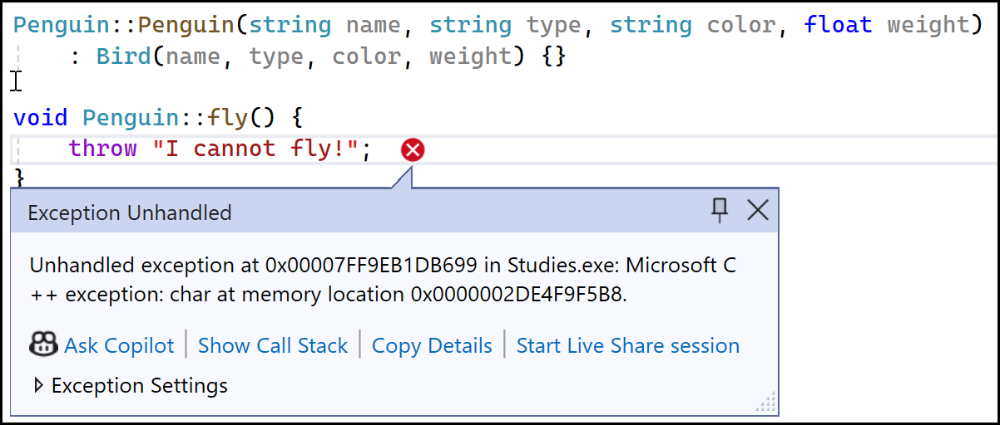 Penguin::Penguin(string name, string type, string color, float weight)
    : Bird(name, type, color, weight) {}
void Penguin::fly() {
    throw "I cannot fly!";
}
Exception Unhandled
Unhandled exception at 0x00007FF9EB1DB699 in Studies.exe: Microsoft C
++ exception: char at memory location 0x0000002DE4F9F5B8.
Ask Copilot | Show Call Stack | Copy Details | Start Live Share session
Exception Settings